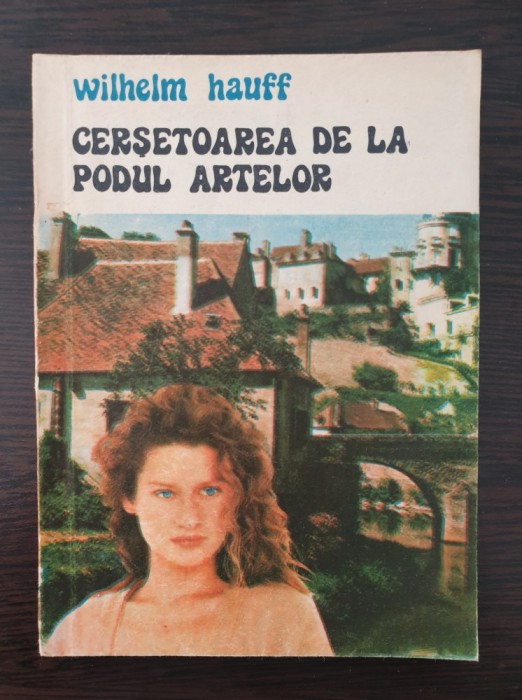 wilhelm hauff
CERȘETOAREA DE LA
PODUL ARTELOR